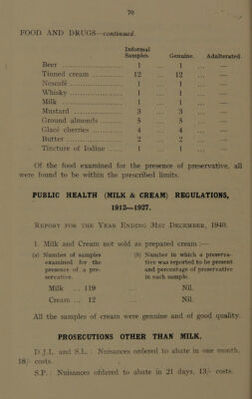 70
FOOD AND DRUGS—continued.
Informal Samples. Genuine. Adulterated.
Beer ... 1 ... 1 ... —
Tinned cream ... 12 ... 12 ... —
Nescafé ... 1 ... 1 ... —
Whisky ... 1 ... 1 ... —
Milk ... 1 ... 1 ... —
Mustard ... 3 ... 3 ... —
Ground almonds ... 5 ... 5 ... —
Glacé cherries ... 4 ... 4 ... —
Butter ... 2 ... 2 ... —
Tincture of Iodine ... 1 ... 1 ... —
Of the food examined for the presence of preservative, all
were found to be within the prescribed limits.
PUBLIC HEALTH (MILK & CREAM) REGULATIONS,
1912—1927.
REPORT FOR THE YEAR ENDING 31ST DECEMBER, 1940.
1. Milk and Cream not sold as prepared cream :—
(a) Number of samples examined for the presence of a preservative.
(b) Number in which a preservative was reported to be present and percentage of preservative in each sample.
Milk ... 119 ... Nil.
Cream ... 12 ... Nil.
All the samples of cream were genuine and of good quality.
PROSECUTIONS OTHER THAN MILK.
D.J.L. and S.L. : Nuisances ordered to abate in one month,
18/- costs.
S.P. : Nuisances ordered to abate in 21 days, 13/- costs.